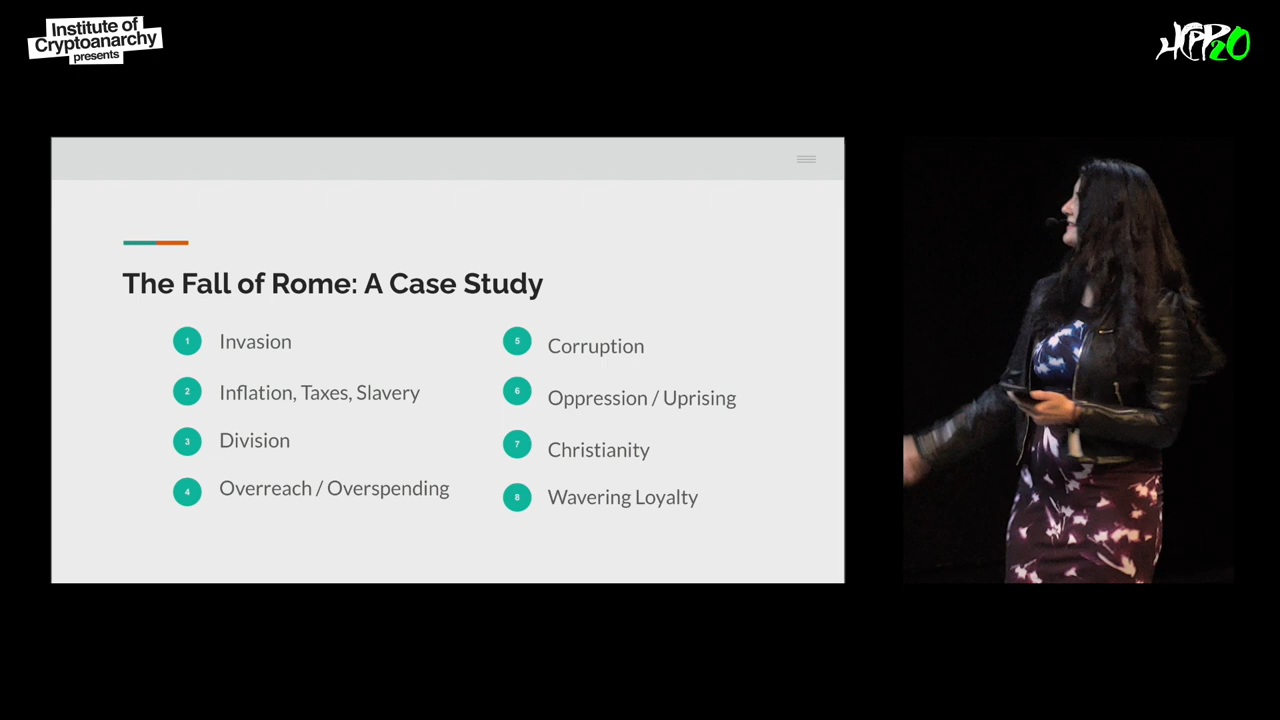 Institute of
Cryptoanarchy
presents
HCPP20
The Fall of Rome: A Case Study
1 Invasion
2 Inflation, Taxes, Slavery
3 Division
4 Overreach / Overspending
5 Corruption
6 Oppression / Uprising
7 Christianity
8 Wavering Loyalty